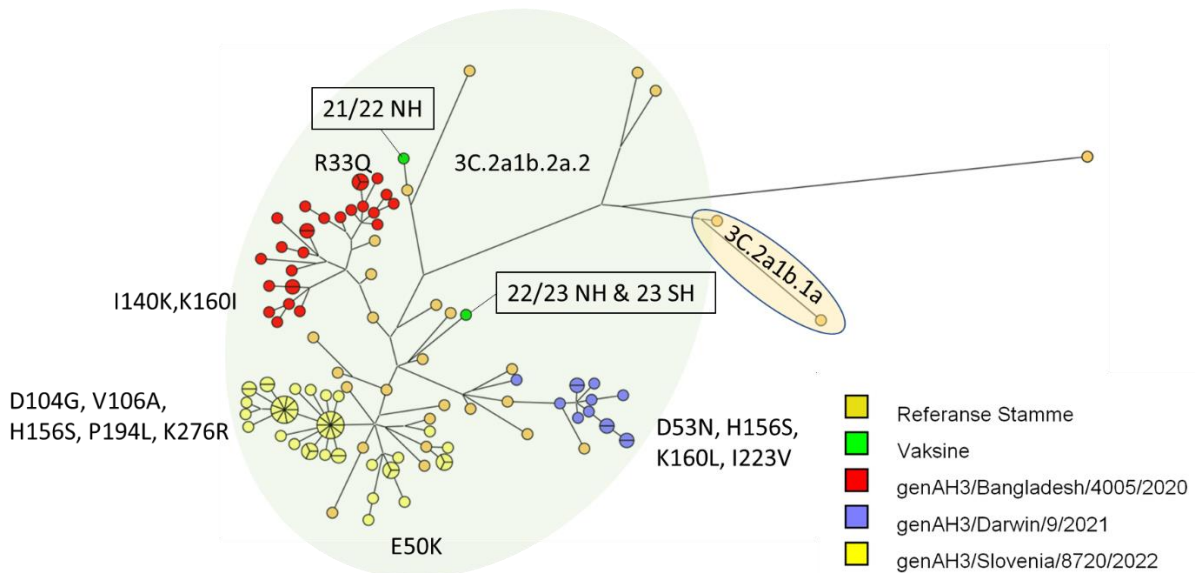 21/22 NH
R33Q
3C.2a1b.2a.2
3C.2a1b.1a
22/23 NH & 23 SH
I140K,K160I
D104G, V106A,
H156S, P194L, K276R
D53N, H156S,
K160L, I223V
E50K
Referanse Stamme
Vaksine
genAH3/Bangladesh/4005/2020
genAH3/Darwin/9/2021
genAH3/Slovenia/8720/2022